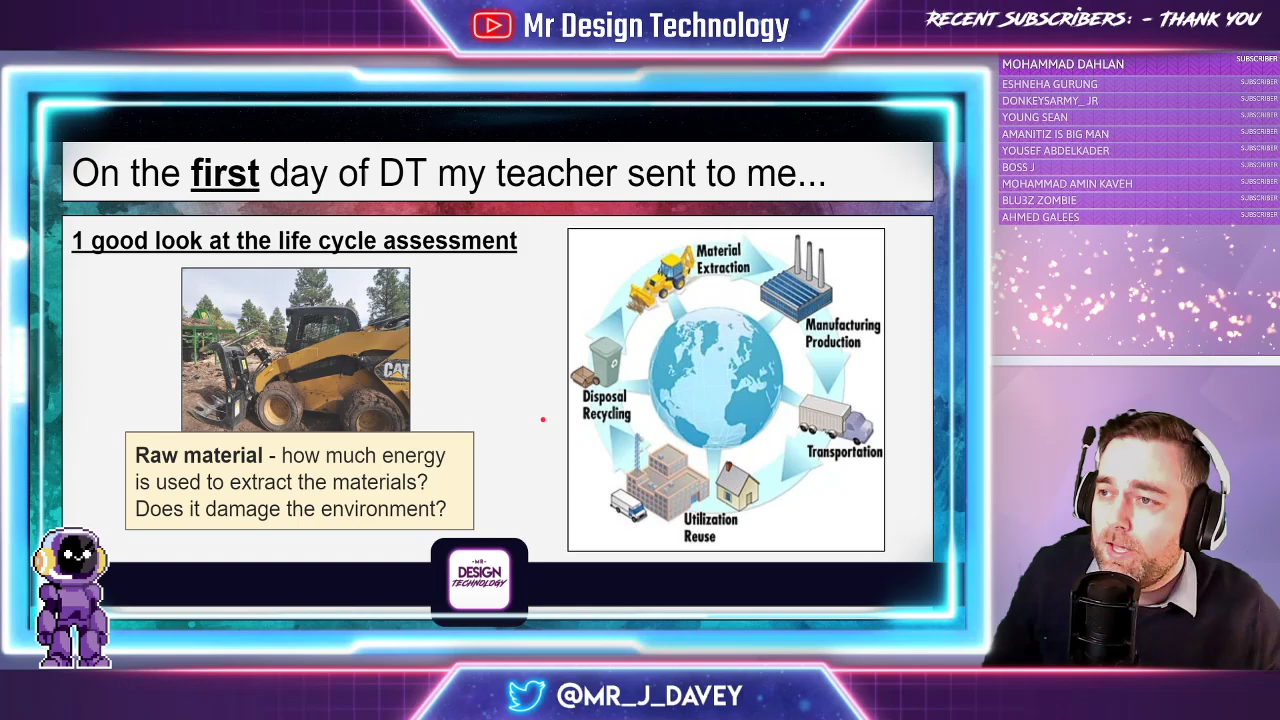 Mr Design Technology
RECENT SUBSCRIBERS: - THANK YOU
MOHAMMAD DAHLAN SUBSCRIBER
ESHNEHA GURUNG SUBSCRIBER
DONKEYSARMY_ JR SUBSCRIBER
YOUNG SEAN SUBSCRIBER
AMANITIZ IS BIG MAN SUBSCRIBER
YOUSEF ABDELKADER SUBSCRIBER
BOSS J SUBSCRIBER
MOHAMMAD AMIN KAVEH SUBSCRIBER
BLU3Z ZOMBIE SUBSCRIBER
AHMED GALEES SUBSCRIBER
On the first day of DT my teacher sent to me...
1 good look at the life cycle assessment
CAT
Raw material - how much energy
is used to extract the materials?
Does it damage the environment?
Material
Extraction
Manufacturing
Production
Transportation
Utilization
Reuse
Disposal
Recycling
-MR-
DESIGN
TECHNOLOGY
@MR_J_DAVEY